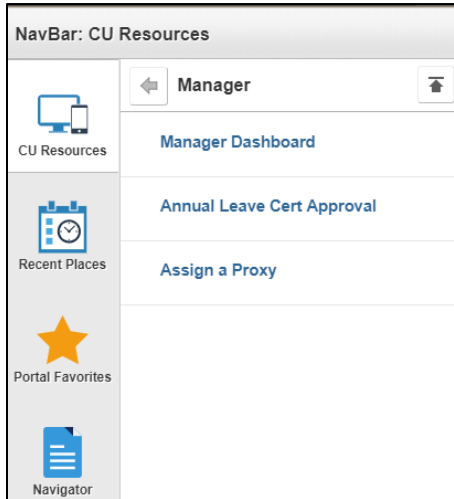 NavBar: CU Resources
CU Resources
Recent Places
Portal Favorites
Navigator
Manager
Manager Dashboard
Annual Leave Cert Approval
Assign a Proxy